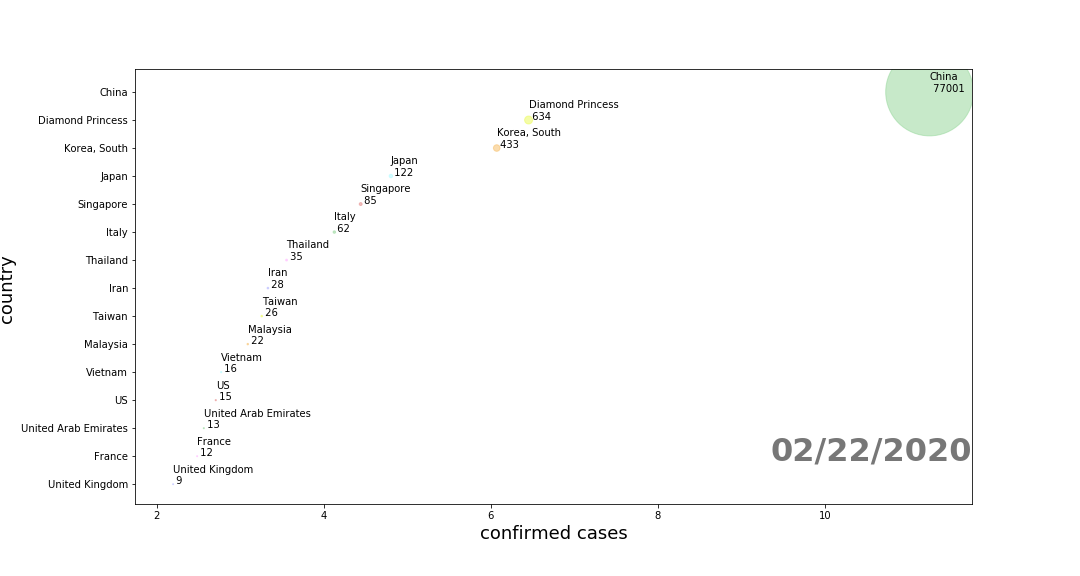 China
77001
China
Diamond Princess
634
Diamond Princess
Korea, South
433
Korea, South
Japan
122
Japan
Singapore
85
Singapore
Italy
62
Italy
Thailand
35
Thailand
Iran
28
Iran
Taiwan
26
Taiwan
Malaysia
22
Malaysia
Vietnam
16
Vietnam
US
15
US
United Arab Emirates
13
United Arab Emirates
France
12
France
United Kingdom
9
United Kingdom
country
02/22/2020
2 4 6 8 10
confirmed cases